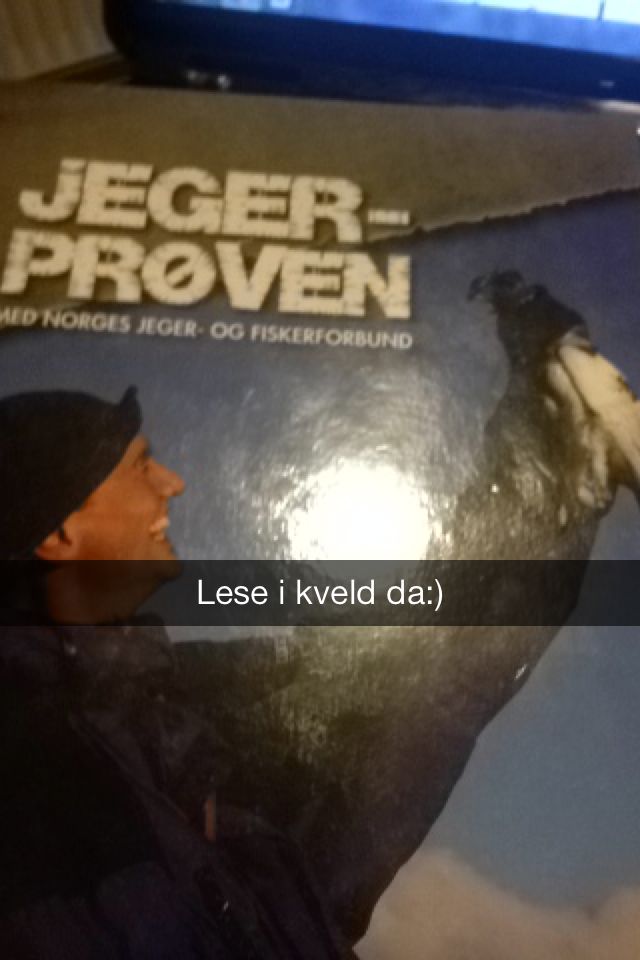 JEGER-
PRØVEN
MED NORGES JEGER- OG FISKERFORBUND
Lese i kveld da:)